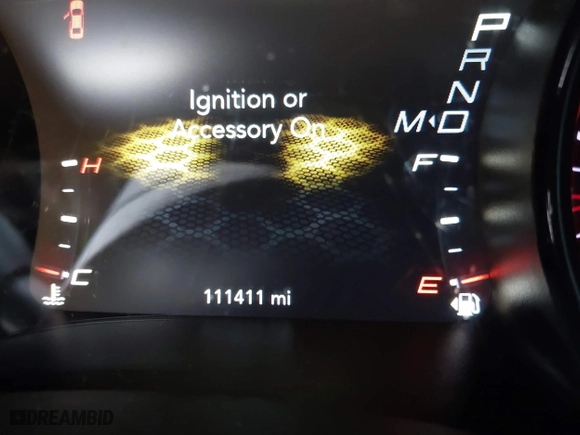 Ignition or
Accessory On
P
R
N
M◂D
H
F
C
E
111411 mi
DREAMBID